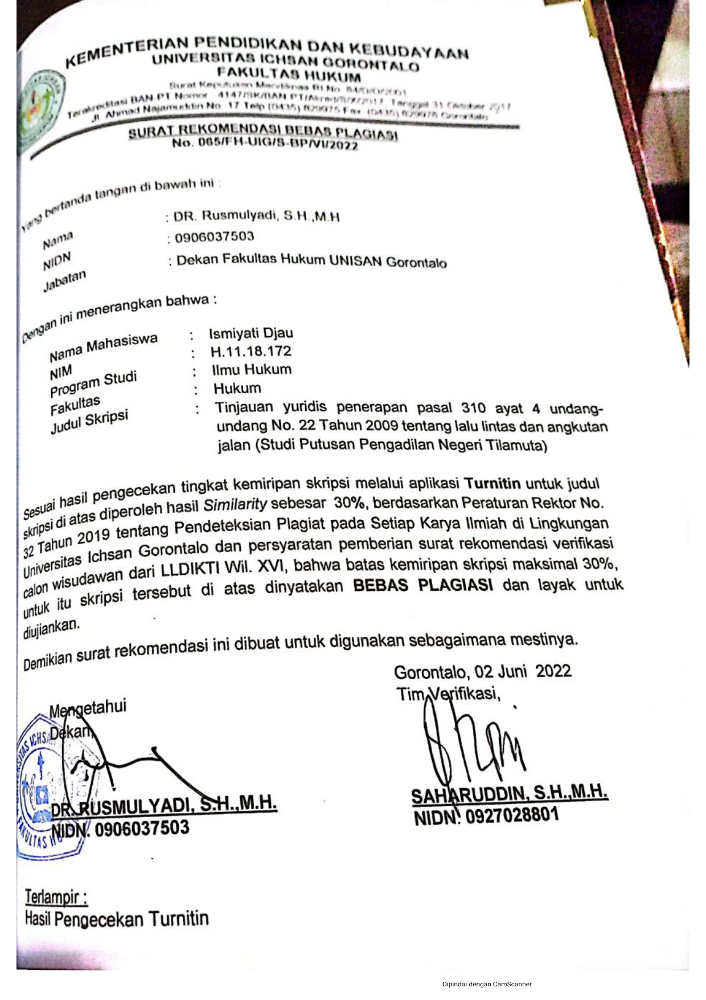 KEMENTERIAN PENDIDIKAN DAN KEBUDAYAAN
UNIVERSITAS ICHSAN GORONTALO
FAKULTAS HUKUM
Surat Keputusan Mendiknas RI No. 84/D/O/2001
Terakreditasi BAN-PT Nomor 4147/SK/BAN PT/Akred/S/X/2017, Tanggal 31 Oktober 2017
Jl. Ahmad Najamuddin No. 17 Telp (0435) 829975 Fax. (0435) 829976 Gorontalo
SURAT REKOMENDASI BEBAS PLAGIASI
No. 065/FH-UIG/S-BP/VI/2022
Yang bertanda tangan di bawah ini :
Nama : DR. Rusmulyadi, S.H.,M.H
NIDN : 0906037503
Jabatan : Dekan Fakultas Hukum UNISAN Gorontalo
Dengan ini menerangkan bahwa :
Nama Mahasiswa : Ismiyati Djau
NIM : H.11.18.172
Program Studi : Ilmu Hukum
Fakultas : Hukum
Judul Skripsi : Tinjauan yuridis penerapan pasal 310 ayat 4 undang-
undang No. 22 Tahun 2009 tentang lalu lintas dan angkutan
jalan (Studi Putusan Pengadilan Negeri Tilamuta)
Sesuai hasil pengecekan tingkat kemiripan skripsi melalui aplikasi Turnitin untuk judul
skripsi di atas diperoleh hasil Similarity sebesar 30%, berdasarkan Peraturan Rektor No.
32 Tahun 2019 tentang Pendeteksian Plagiat pada Setiap Karya Ilmiah di Lingkungan
Universitas Ichsan Gorontalo dan persyaratan pemberian surat rekomendasi verifikasi
calon wisudawan dari LLDIKTI Wil. XVI, bahwa batas kemiripan skripsi maksimal 30%,
untuk itu skripsi tersebut di atas dinyatakan BEBAS PLAGIASI dan layak untuk
diujiankan.
Demikian surat rekomendasi ini dibuat untuk digunakan sebagaimana mestinya.
Gorontalo, 02 Juni 2022
Tim Verifikasi,
Mengetahui
Dekan,
SAHARUDDIN, S.H.,M.H.
NIDN. 0927028801
DR. RUSMULYADI, S.H.,M.H.
NIDN. 0906037503
Terlampir :
Hasil Pengecekan Turnitin
Dipindai dengan CamScanner